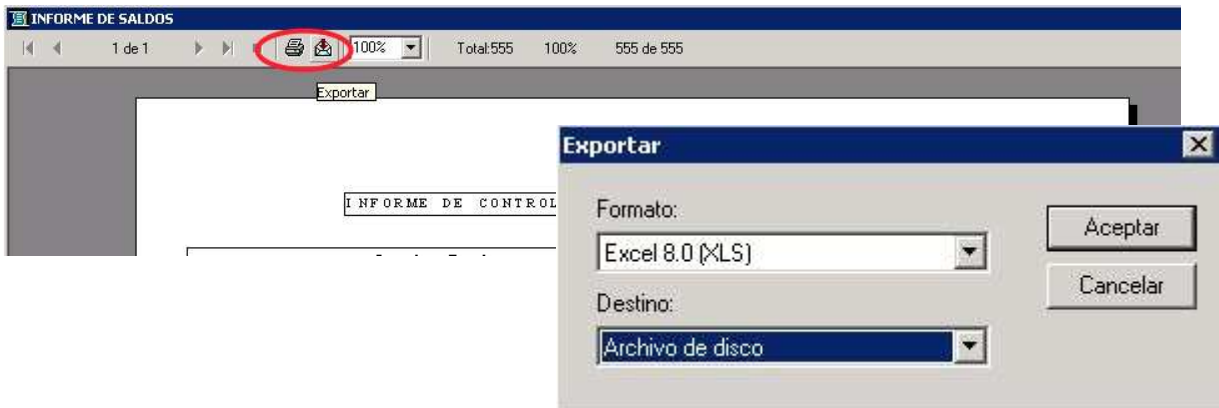 INFORME DE SALDOS
1 de 1 100% Total:555 100% 555 de 555
Exportar
INFORME DE CONTROL
Exportar
Formato:
Excel 8.0 (XLS)
Aceptar
Destino:
Cancelar
Archivo de disco